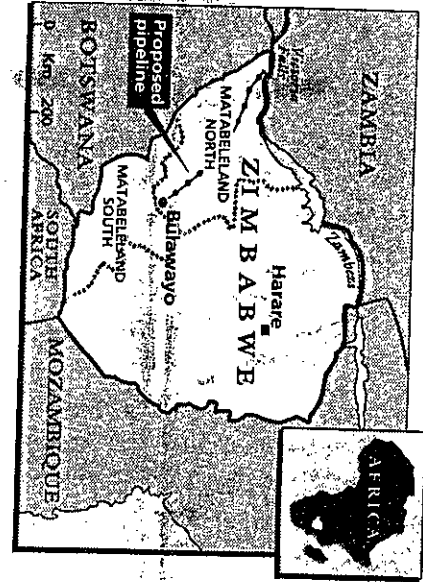 ZAMBIA
Victoria
Falls
Zambezi
AFRICA
Harare
ZIMBABWE
MATABELELAND
NORTH
Proposed
pipeline
Bulawayo
MATABELELAND
SOUTH
BOTSWANA
0 Km 200
SOUTH
AFRICA
MOZAMBIQUE